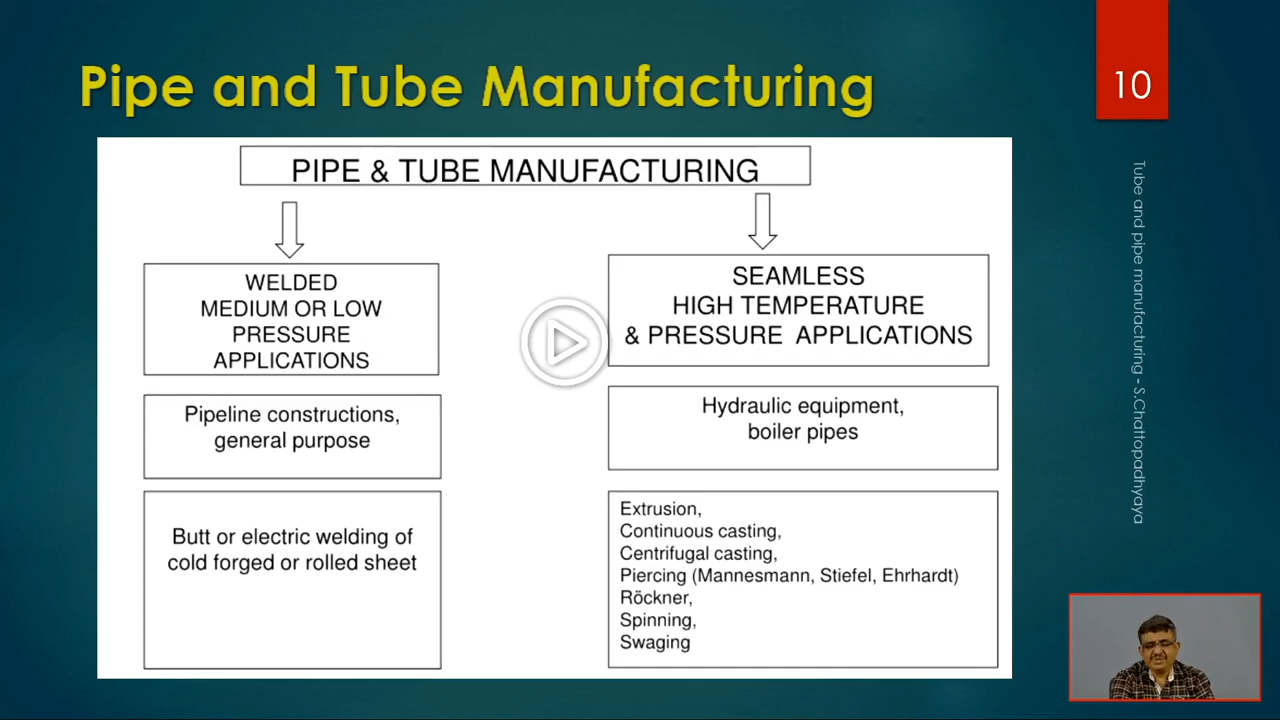 Pipe and Tube Manufacturing
10
PIPE & TUBE MANUFACTURING
WELDED
MEDIUM OR LOW
PRESSURE
APPLICATIONS
SEAMLESS
HIGH TEMPERATURE
& PRESSURE APPLICATIONS
Pipeline constructions,
general purpose
Hydraulic equipment,
boiler pipes
Butt or electric welding of
cold forged or rolled sheet
Extrusion,
Continuous casting,
Centrifugal casting,
Piercing (Mannesmann, Stiefel, Ehrhardt)
Röckner,
Spinning,
Swaging
Tube and pipe manufacturing - S.Chattopadhyaya